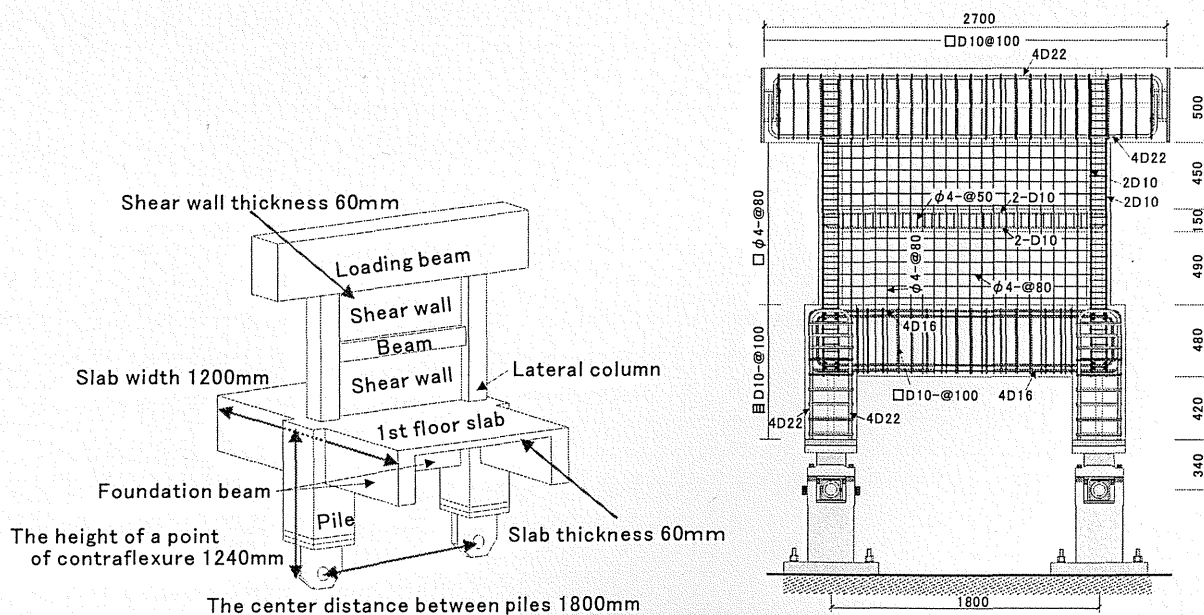 Shear wall thickness 60mm
Loading beam
Shear wall
Beam
Shear wall
Slab width 1200mm
Lateral column
1st floor slab
Foundation beam
Pile
Slab thickness 60mm
The height of a point
of contraflexure 1240mm
The center distance between piles 1800mm
2700
□D10@100
4D22
500
4D22
450
2D10
2D10
φ4-@50
2-D10
150
□φ4-@80
2-D10
φ4-@80
φ4-@80
490
4D16
480
D10-@100
□D10-@100
4D16
4D22
4D22
420
340
1800